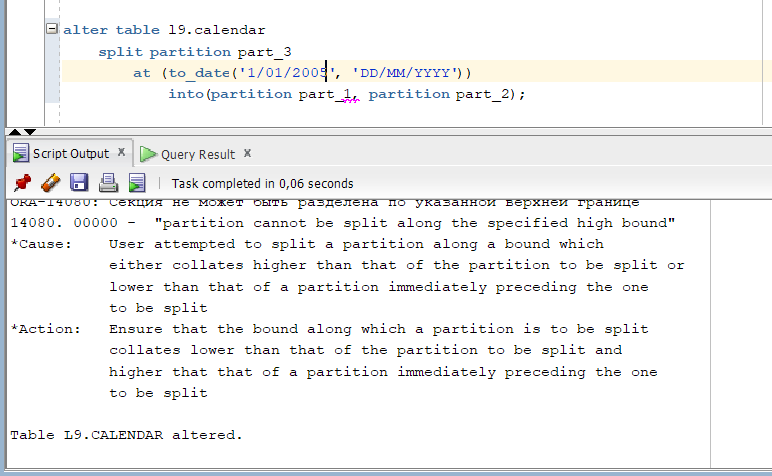 alter table l9.calendar
split partition part_3
at (to_date('1/01/2005', 'DD/MM/YYYY'))
into(partition part_1, partition part_2);
Script Output x Query Result x
Task completed in 0,06 seconds
ORA-14080: Секция не может быть разделена по указанной верхней границе
14080. 00000 - "partition cannot be split along the specified high bound"
*Cause: User attempted to split a partition along a bound which
either collates higher than that of the partition to be split or
lower than that of a partition immediately preceding the one
to be split
*Action: Ensure that the bound along which a partition is to be split
collates lower than that of the partition to be split and
higher that that of a partition immediately preceding the one
to be split
Table L9.CALENDAR altered.